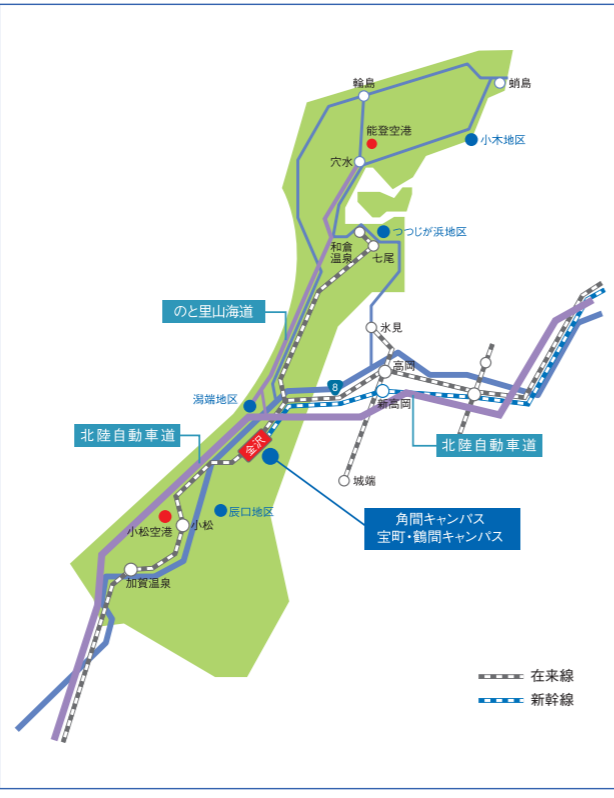 輪島
蛸島
能登空港
小木地区
穴水
つつじが浜地区
和倉
温泉
七尾
のと里山海道
氷見
高岡
8
新高岡
潟端地区
北陸自動車道
金沢
北陸自動車道
城端
辰口地区
角間キャンパス
宝町・鶴間キャンパス
小松空港
小松
加賀温泉
在来線
新幹線